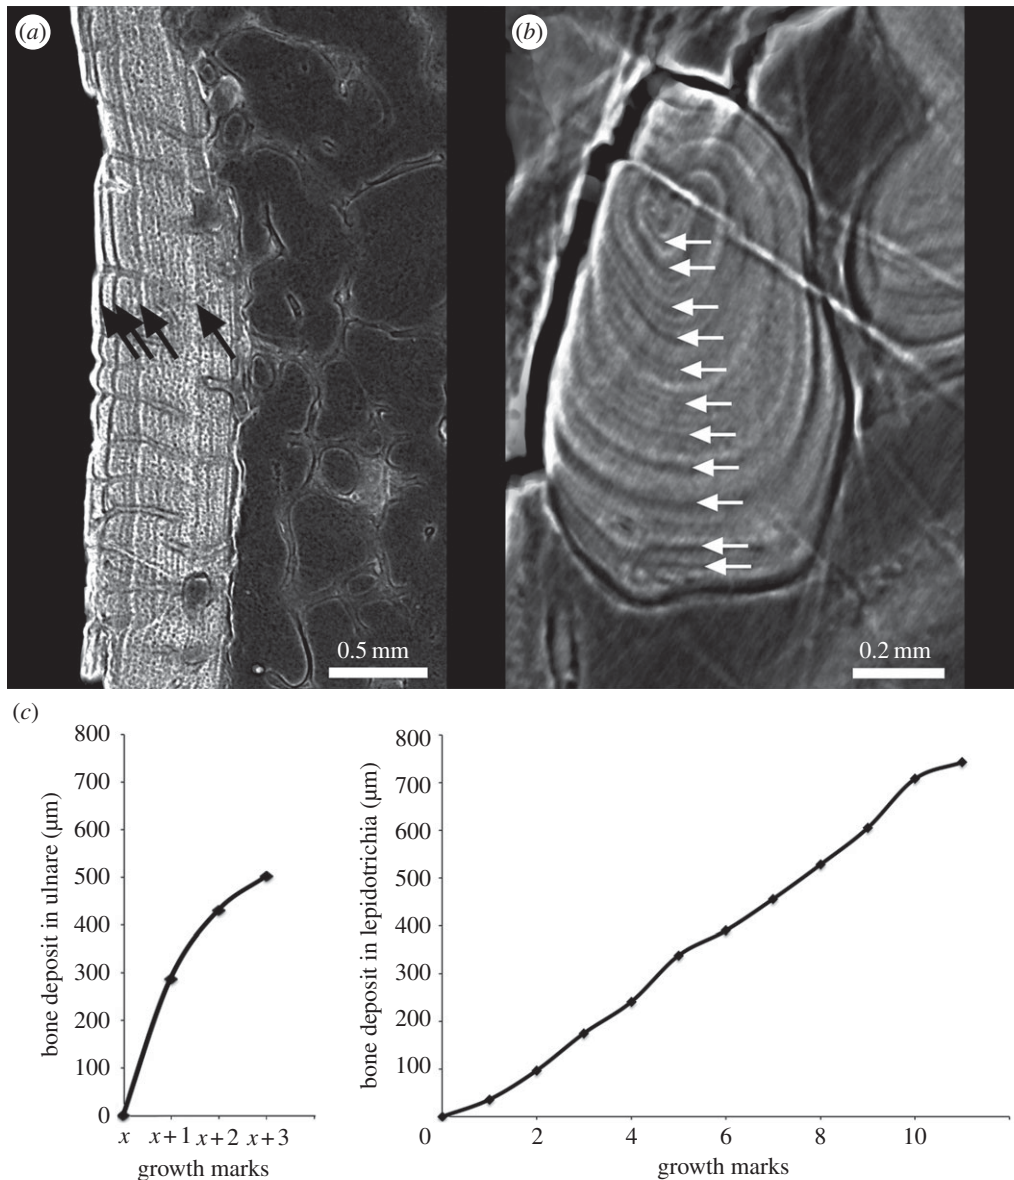 (a)
(b)
0.5 mm
0.2 mm
(c)
800
700
600
500
400
300
200
100
0
x x+1 x+2 x+3
growth marks
bone deposit in ulnare (µm)
800
700
600
500
400
300
200
100
0 2 4 6 8 10
growth marks
bone deposit in lepidotrichia (µm)